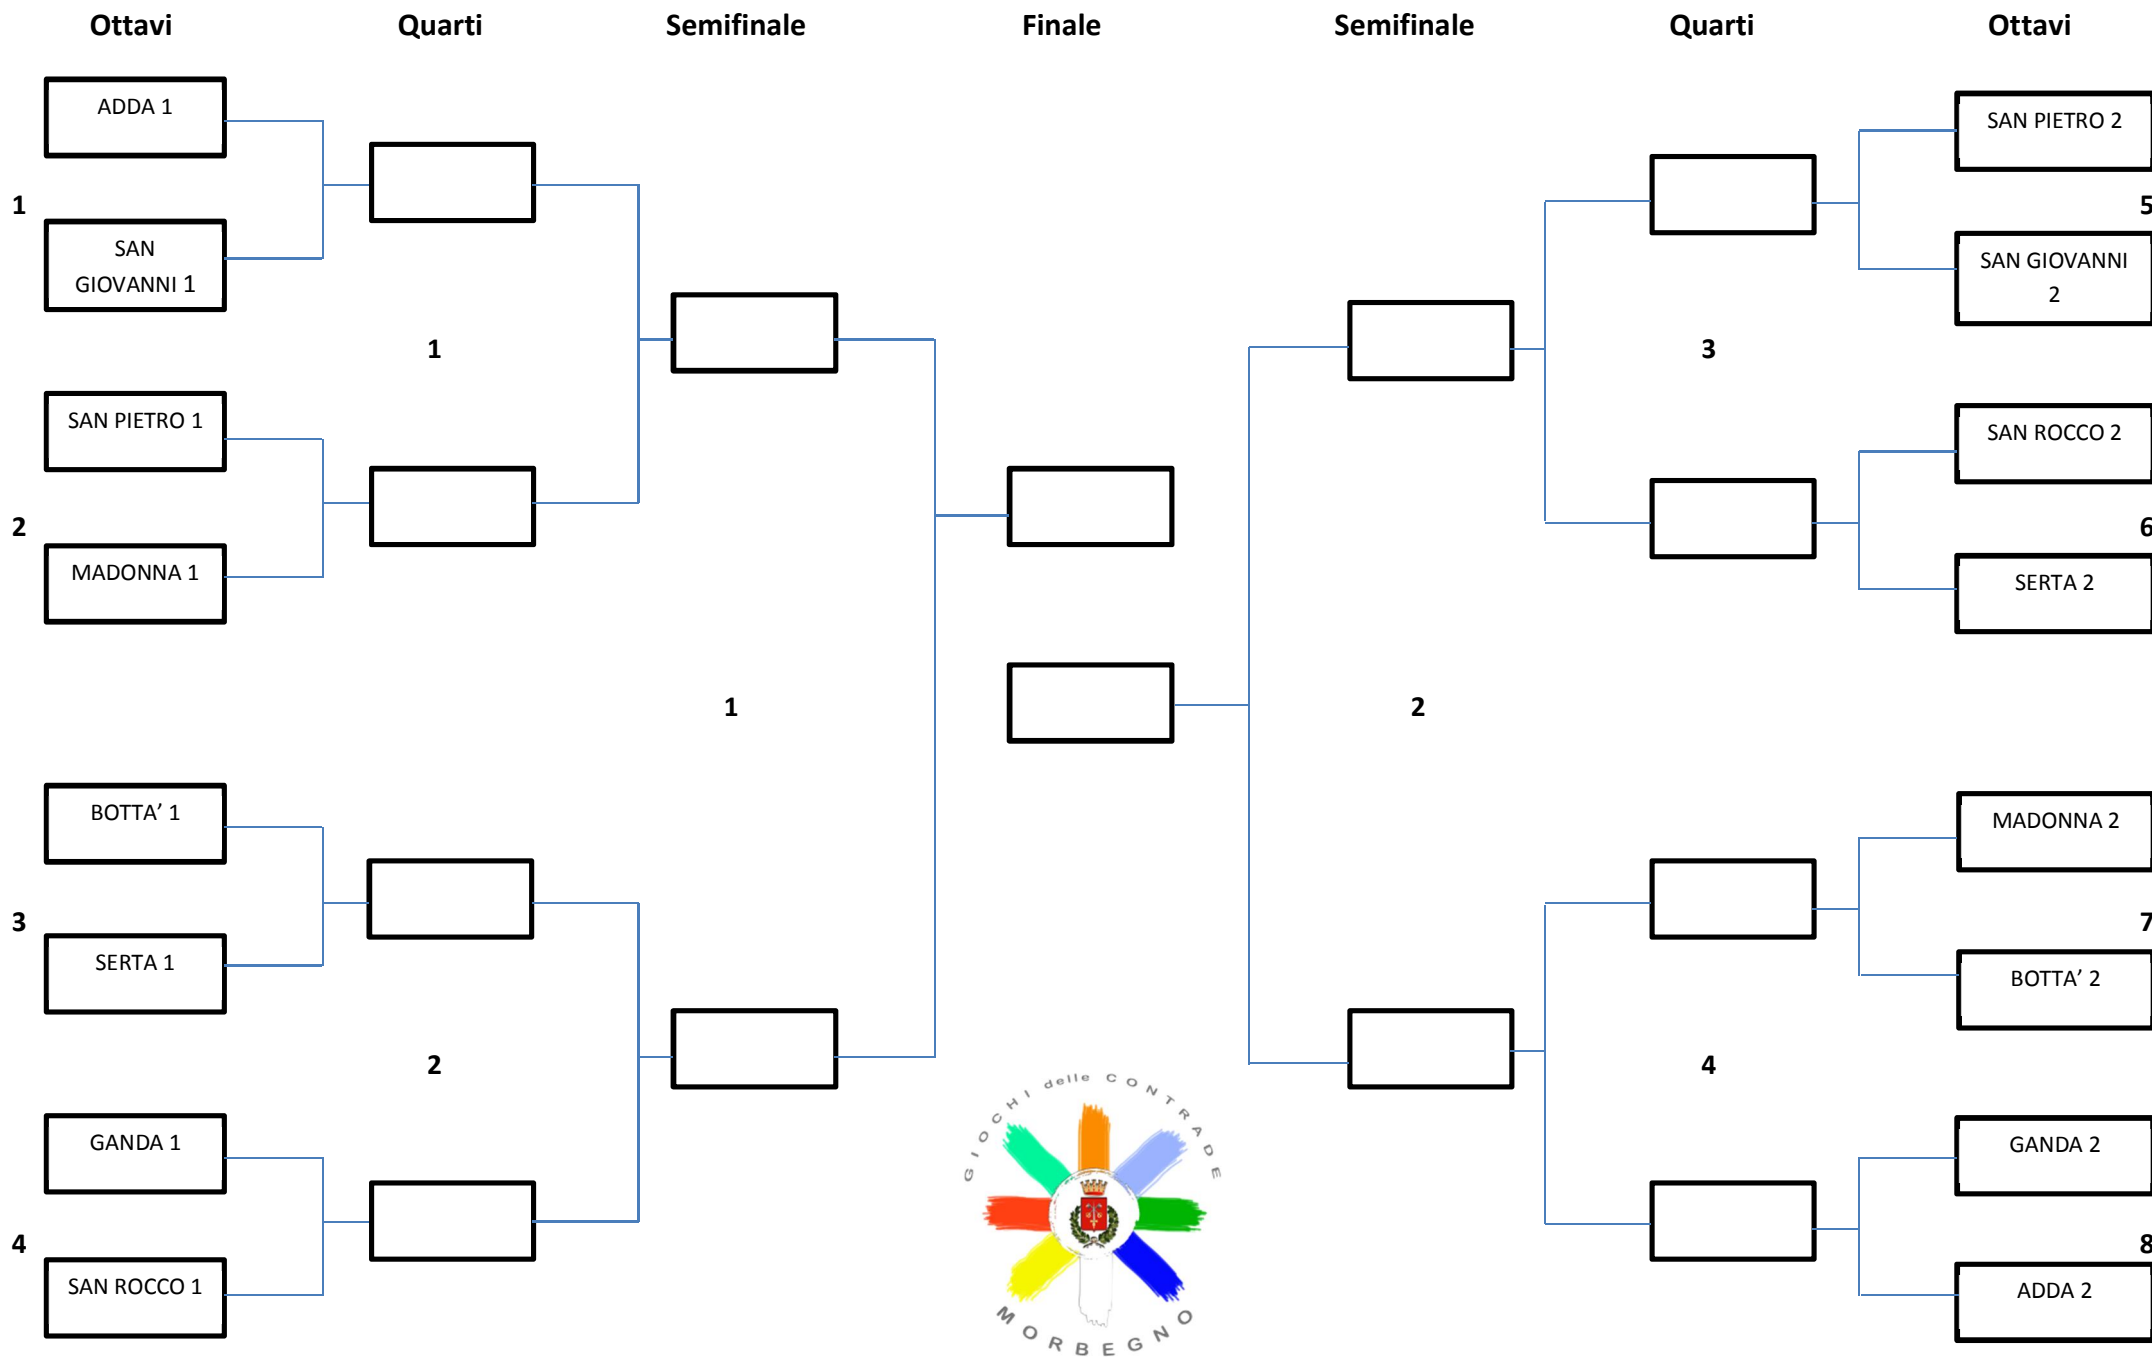 Ottavi Quarti Semifinale Finale Semifinale Quarti Ottavi
ADDA 1
SAN PIETRO 2
1
5
SAN
GIOVANNI 1
SAN GIOVANNI
2
1
3
SAN PIETRO 1
SAN ROCCO 2
2
6
MADONNA 1
SERTA 2
1
2
BOTTA’ 1
MADONNA 2
3
7
SERTA 1
BOTTA’ 2
2
4
GIOCHI delle CONTRADE
GANDA 1
GANDA 2
4
8
SAN ROCCO 1
ADDA 2
MORBEGNO